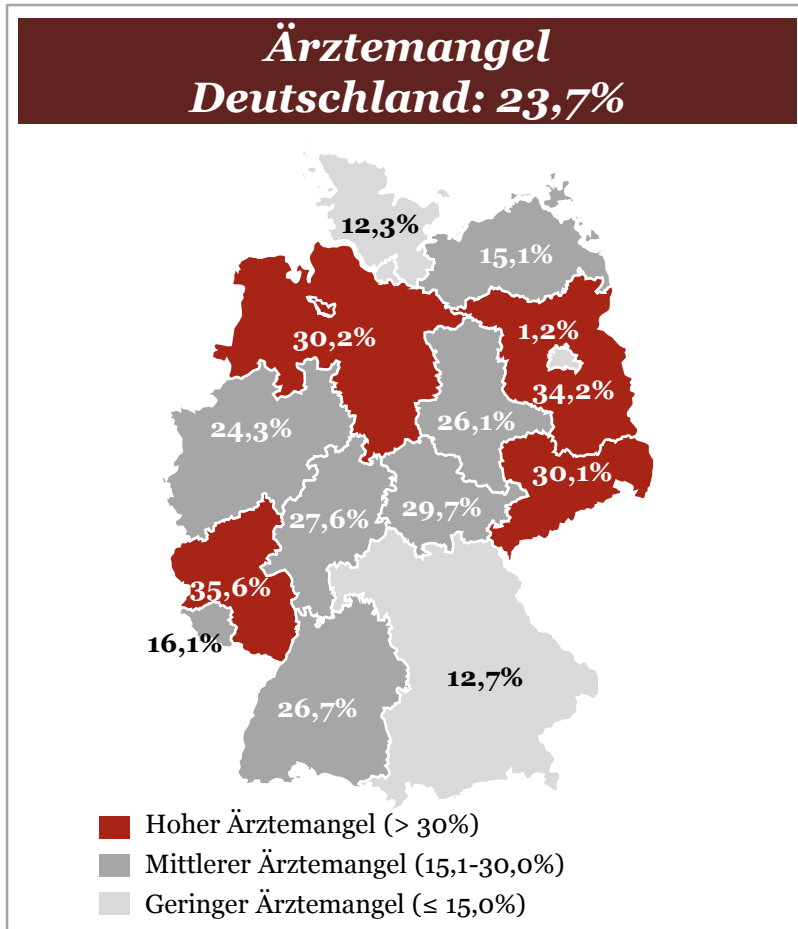 Ärztemangel
Deutschland: 23,7%
12,3%
15,1%
1,2%
30,2%
34,2%
24,3%
26,1%
30,1%
27,6%
29,7%
35,6%
16,1%
12,7%
26,7%
Hoher Ärztemangel (> 30%)
Mittlerer Ärztemangel (15,1-30,0%)
Geringer Ärztemangel (≤ 15,0%)